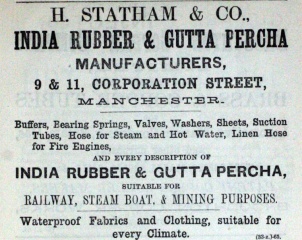 H. STATHAM & CO.,
INDIA RUBBER & GUTTA PERCHA
MANUFACTURERS,
9 & 11, CORPORATION STREET,
MANCHESTER.
Buffers, Bearing Springs, Valves, Washers, Sheets, Suction
Tubes, Hose for Steam and Hot Water, Linen Hose
for Fire Engines,
AND EVERY DESCRIPTION OF
INDIA RUBBER & GUTTA PERCHA,
SUITABLE FOR
RAILWAY, STEAM BOAT, & MINING PURPOSES.
Waterproof Fabrics and Clothing, suitable for
every Climate.